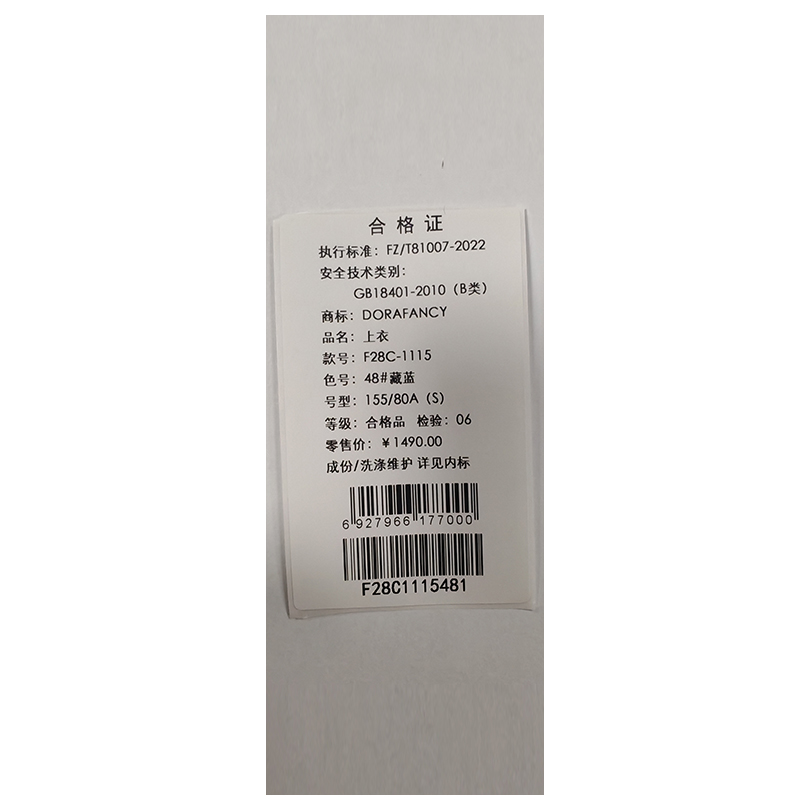 合格证
执行标准：FZ/T81007-2022
安全技术类别：
GB18401-2010（B类）
商标：DORAFANCY
品名：上衣
款号：F28C-1115
色号：48#藏蓝
号型：155/80A（S）
等级：合格品 检验：06
零售价：￥1490.00
成份/洗涤维护 详见内标
6 927966 177000
F28C1115481